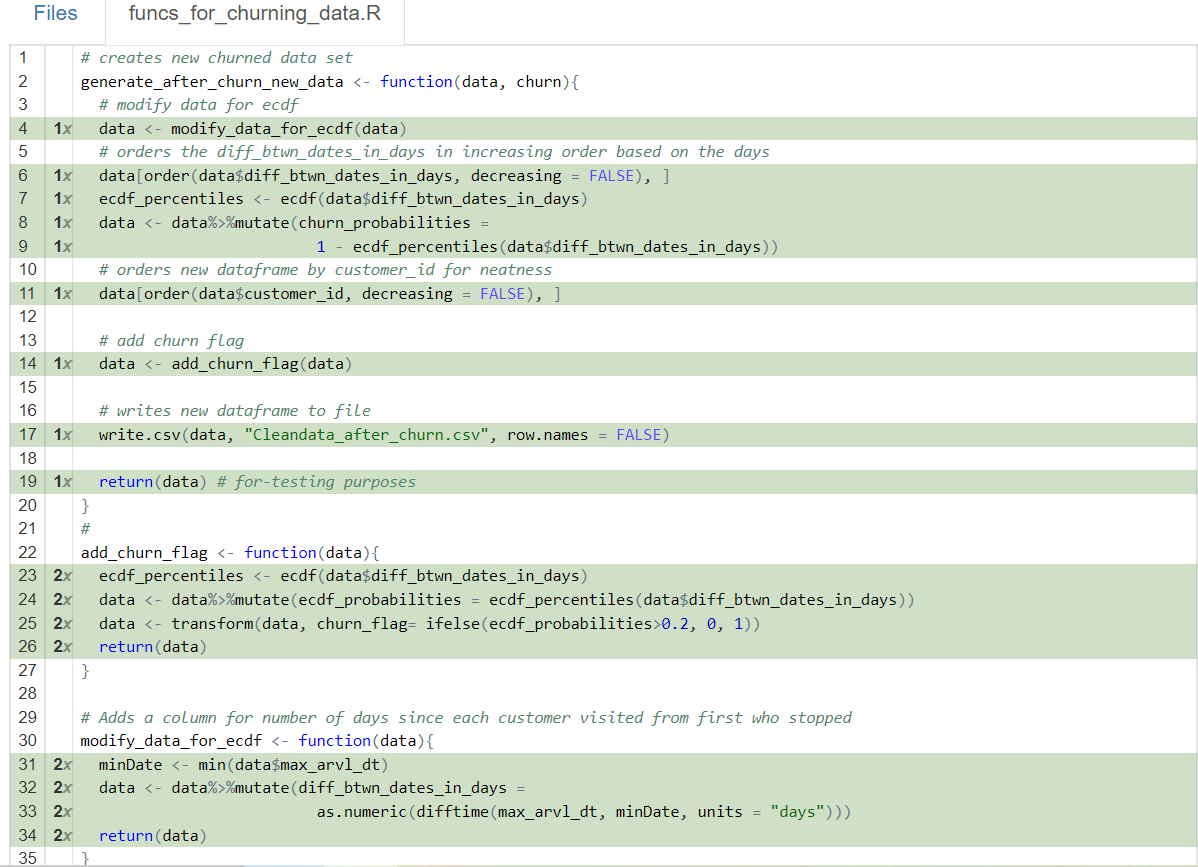 Files funcs_for_churning_data.R
1 # creates new churned data set
2 generate_after_churn_new_data <- function(data, churn){
3 # modify data for ecdf
4 1x data <- modify_data_for_ecdf(data)
5 # orders the diff_btwn_dates_in_days in increasing order based on the days
6 1x data[order(data$diff_btwn_dates_in_days, decreasing = FALSE), ]
7 1x ecdf_percentiles <- ecdf(data$diff_btwn_dates_in_days)
8 1x data <- data%>%mutate(churn_probabilities =
9 1x 1 - ecdf_percentiles(data$diff_btwn_dates_in_days))
10 # orders new dataframe by customer_id for neatness
11 1x data[order(data$customer_id, decreasing = FALSE), ]
12
13 # add churn flag
14 1x data <- add_churn_flag(data)
15
16 # writes new dataframe to file
17 1x write.csv(data, "Cleandata_after_churn.csv", row.names = FALSE)
18
19 1x return(data) # for-testing purposes
20 }
21 #
22 add_churn_flag <- function(data){
23 2x ecdf_percentiles <- ecdf(data$diff_btwn_dates_in_days)
24 2x data <- data%>%mutate(ecdf_probabilities = ecdf_percentiles(data$diff_btwn_dates_in_days))
25 2x data <- transform(data, churn_flag= ifelse(ecdf_probabilities>0.2, 0, 1))
26 2x return(data)
27 }
28
29 # Adds a column for number of days since each customer visited from first who stopped
30 modify_data_for_ecdf <- function(data){
31 2x minDate <- min(data$max_arvl_dt)
32 2x data <- data%>%mutate(diff_btwn_dates_in_days =
33 2x as.numeric(difftime(max_arvl_dt, minDate, units = "days")))
34 2x return(data)
35 }